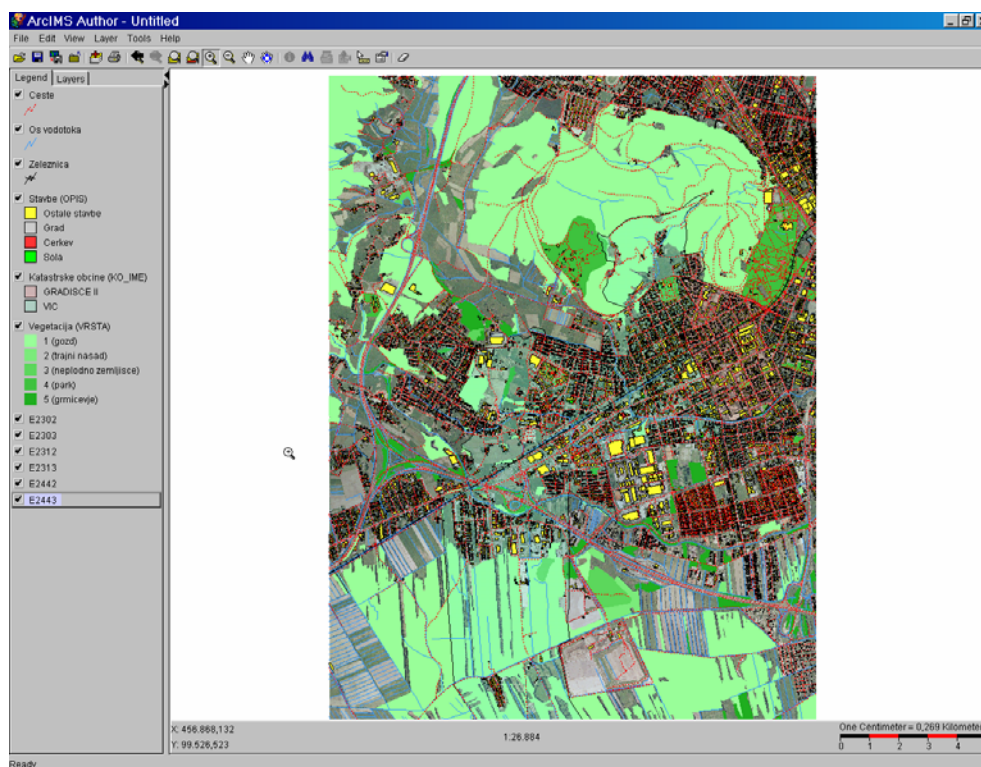 ArcIMS Author - Untitled
File Edit View Layer Tools Help
Legend Layers
Ceste
Os vodotoka
Zeleznica
Stavbe (OPIS)
Ostale stavbe
Grad
Cerkev
Sola
Katastrske obcine (KO_IME)
GRADISCE II
VIC
Vegetacija (VRSTA)
1 (gozd)
2 (trajni nasad)
3 (neplodno zemljisce)
4 (park)
5 (grmicevje)
E2302
E2303
E2312
E2313
E2442
E2443
X: 456.868,132
Y: 99.526,523
1:26.884
One Centimeter = 0,269 Kilometer
0 1 2 3 4
Ready